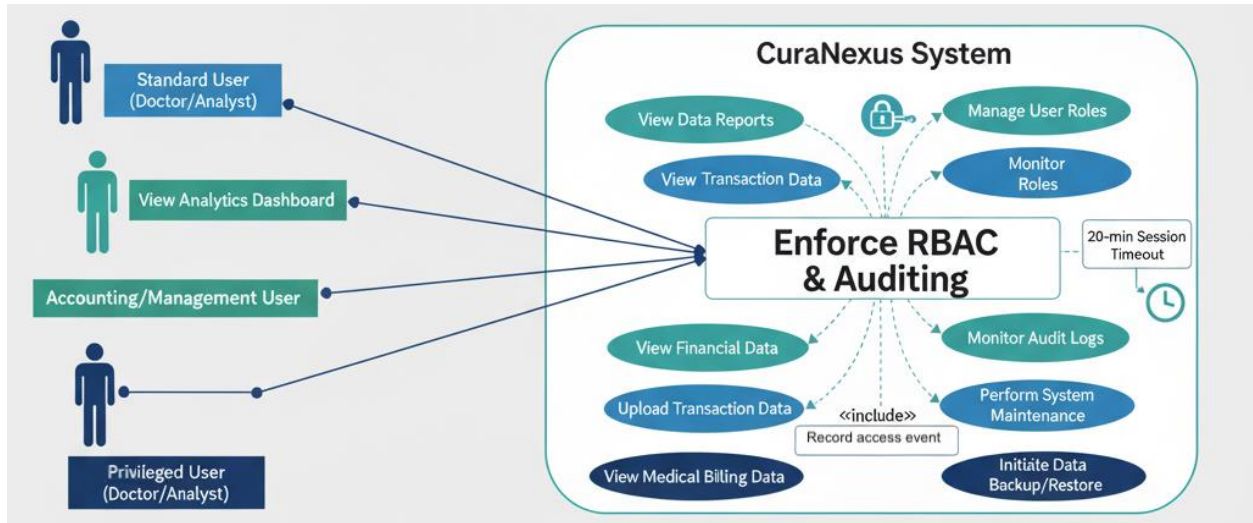 Standard User
(Doctor/Analyst)
View Analytics Dashboard
Accounting/Management User
Privileged User
(Doctor/Analyst)
CuraNexus System
View Data Reports
Manage User Roles
View Transaction Data
Monitor
Roles
Enforce RBAC
& Auditing
20-min Session
Timeout
View Financial Data
Monitor Audit Logs
Upload Transaction Data
Perform System
Maintenance
«include»
Record access event
View Medical Billing Data
Initiate Data
Backup/Restore